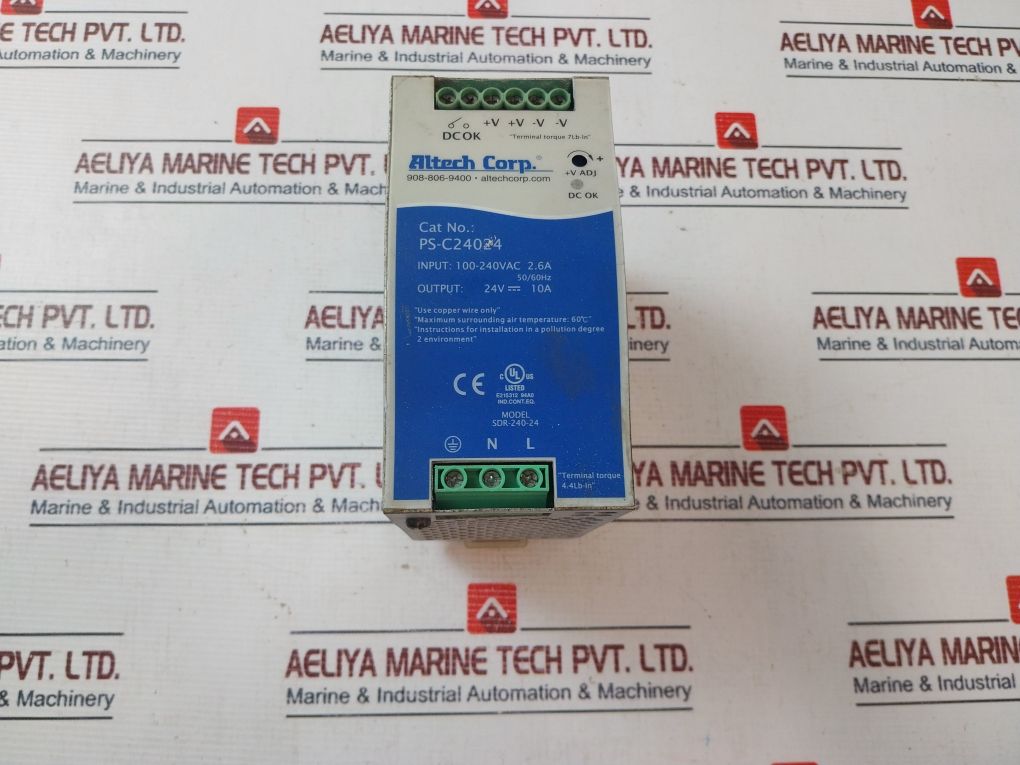 AELIYA MARINE TECH PVT. LTD.
Marine & Industrial Automation & Machinery
DC OK +V +V -V -V
"Terminal torque 7Lb-In"
Altech Corp.®
908-806-9400 • altechcorp.com
+
+V ADJ
DC OK
Cat No.:
PS-C24024
INPUT: 100-240VAC 2.6A
50/60Hz
OUTPUT: 24V ⎓ 10A
"Use copper wire only"
"Maximum surrounding air temperature: 60℃"
"Instructions for installation in a pollution degree
2 environment"
CE
C UL US
LISTED
E215312 94A0
IND.CONT.EQ.
MODEL
SDR-240-24
N L
"Terminal torque
4.4Lb-In"
AELIYA MARINE TECH PVT. LTD.
Marine & Industrial Automation & Machinery